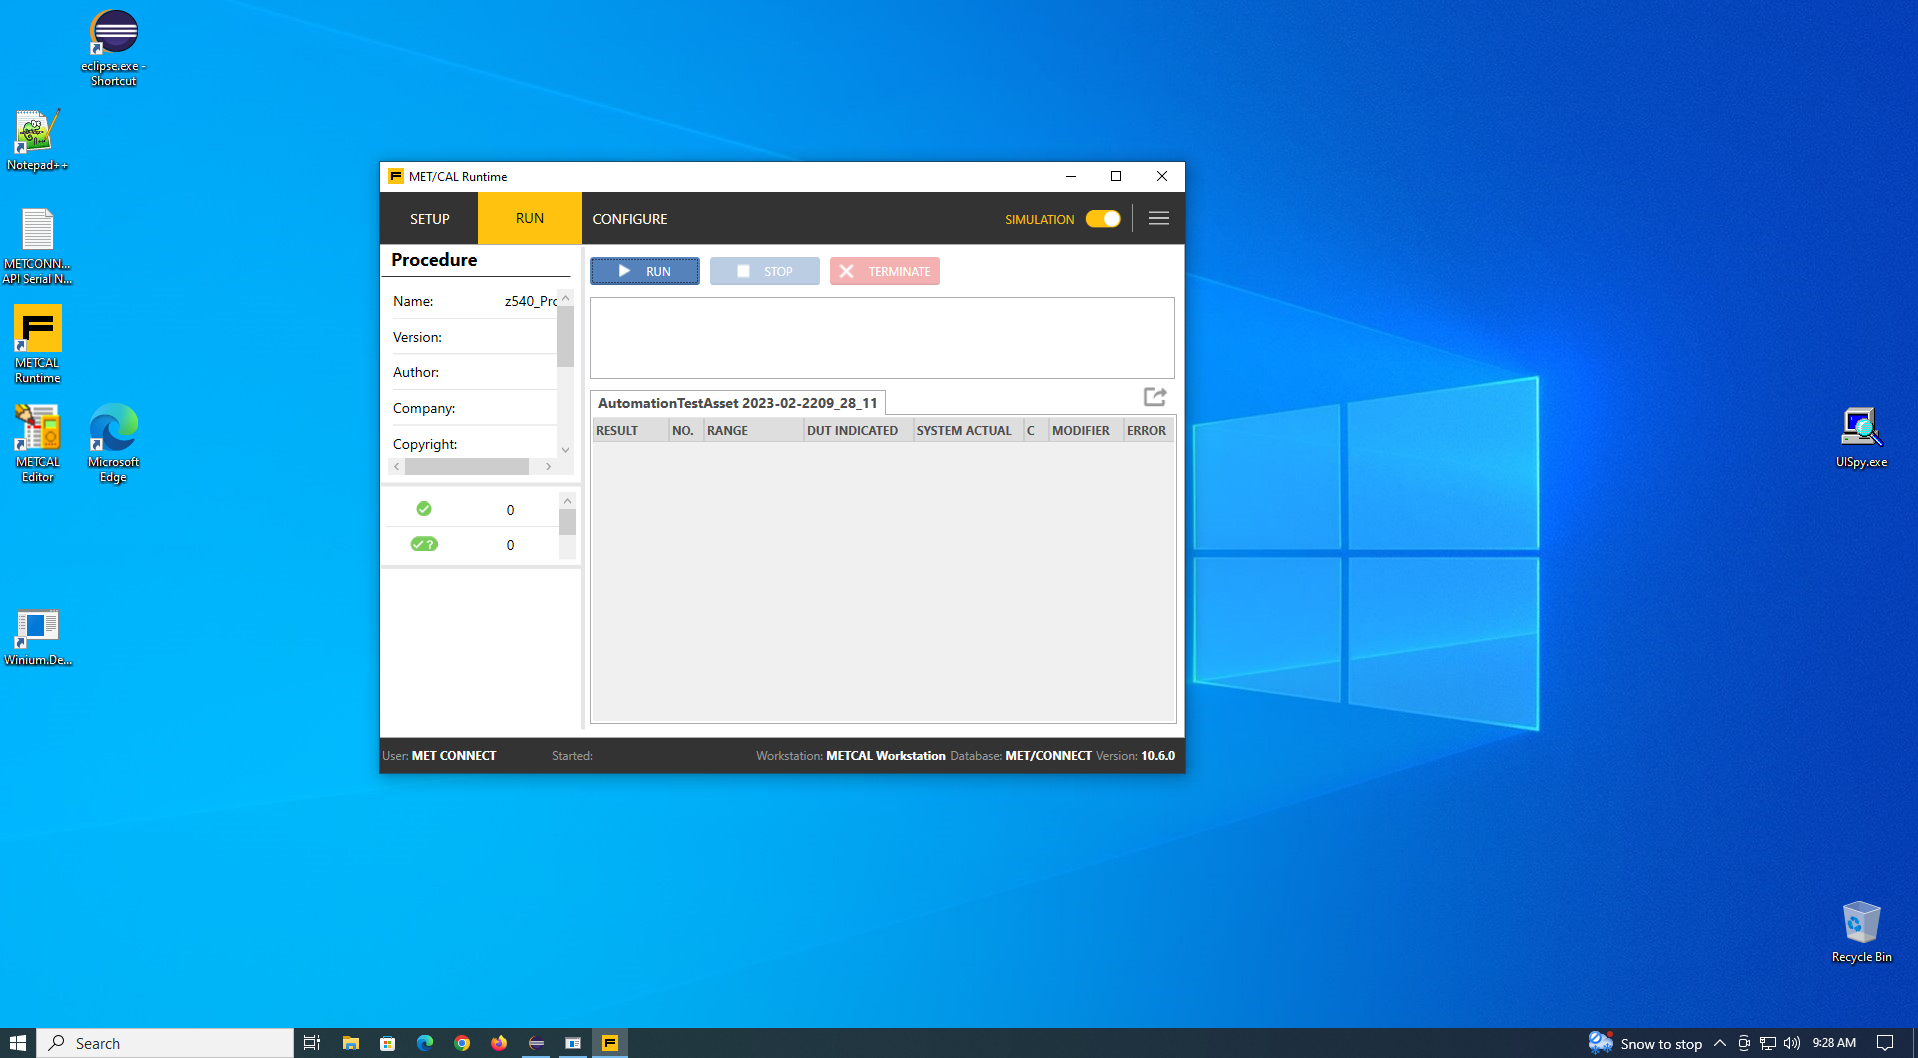 eclipse.exe -
Shortcut
Notepad++
METCONN...
API Serial N...
METCAL
Runtime
METCAL
Editor
Microsoft
Edge
Winium.De...
MET/CAL Runtime
SETUP
RUN
CONFIGURE
SIMULATION
Procedure
Name: z540_Pro
Version:
Author:
Company:
Copyright:
0
0
RUN
STOP
TERMINATE
AutomationTestAsset 2023-02-2209_28_11
RESULT NO. RANGE DUT INDICATED SYSTEM ACTUAL C MODIFIER ERROR
User: MET CONNECT Started: Workstation: METCAL Workstation Database: MET/CONNECT Version: 10.6.0
UISpy.exe
Recycle Bin
Search
Snow to stop
9:28 AM